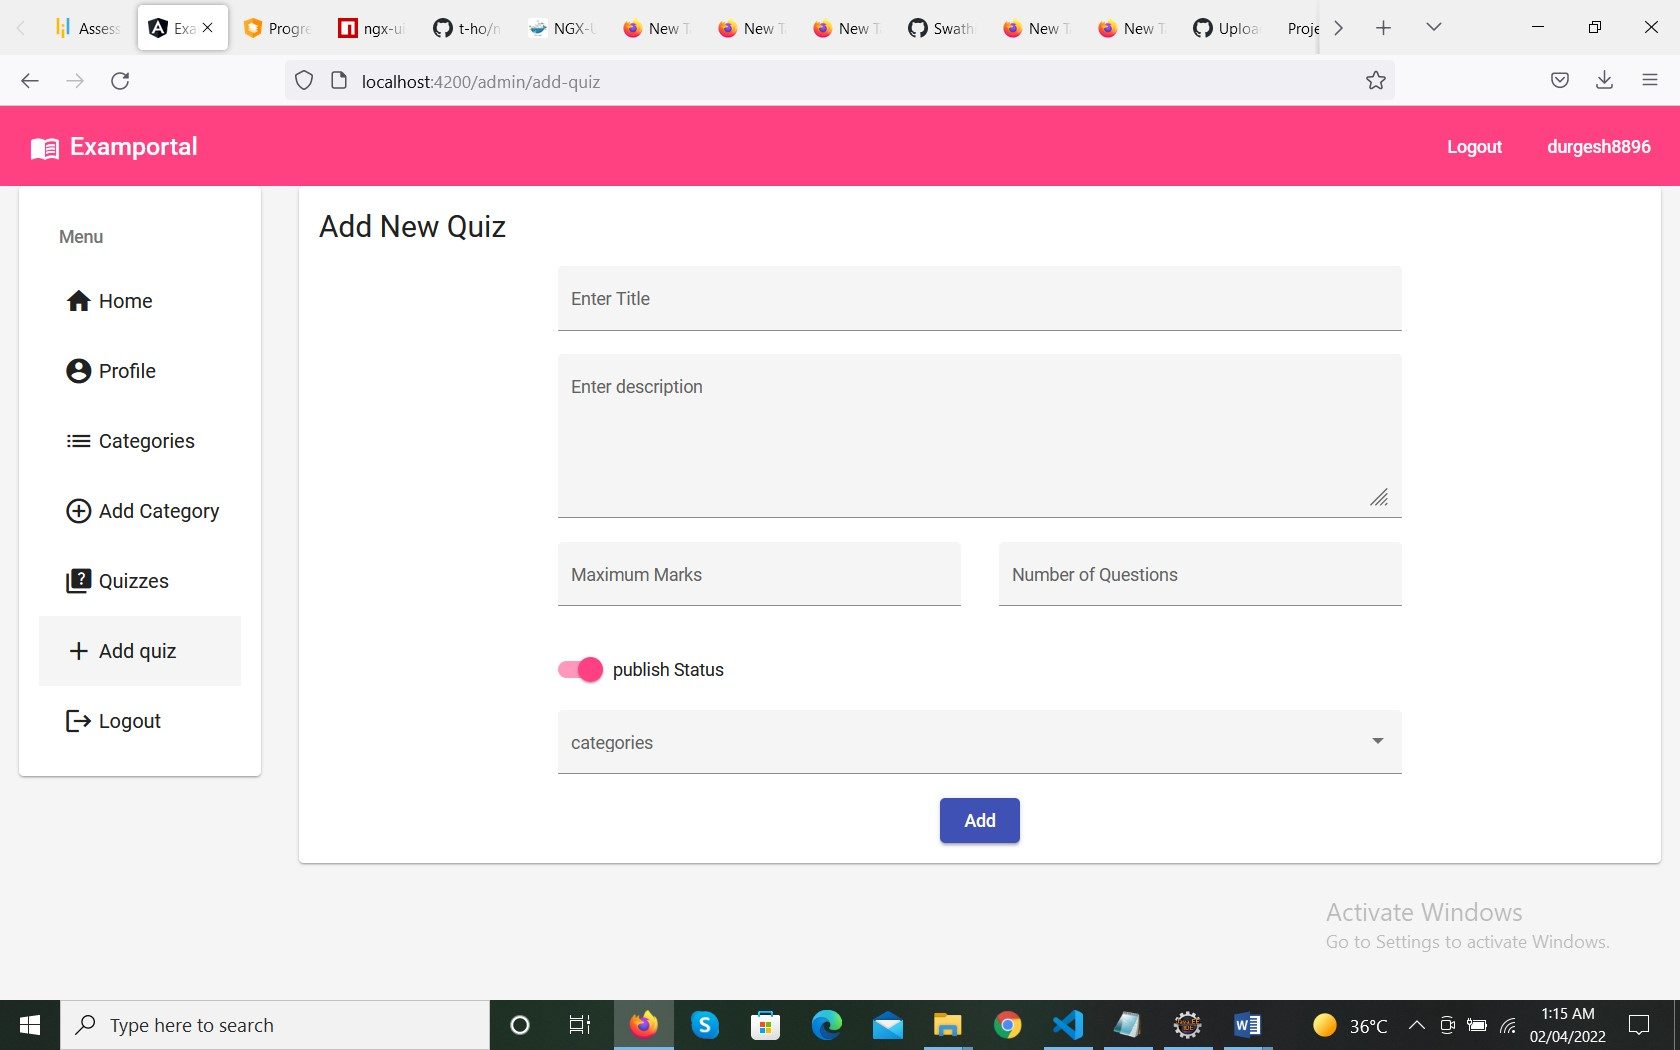 Assess
Exa
Progre
ngx-ui
t-ho/n
NGX-U
New T
New T
New T
Swath
New T
New T
Uploa
Proje
localhost:4200/admin/add-quiz
Examportal
Logout
durgesh8896
Menu
Home
Profile
Categories
Add Category
Quizzes
Add quiz
Logout
Add New Quiz
Enter Title
Enter description
Maximum Marks
Number of Questions
publish Status
categories
Add
Activate Windows
Go to Settings to activate Windows.
Type here to search
36°C
1:15 AM
02/04/2022